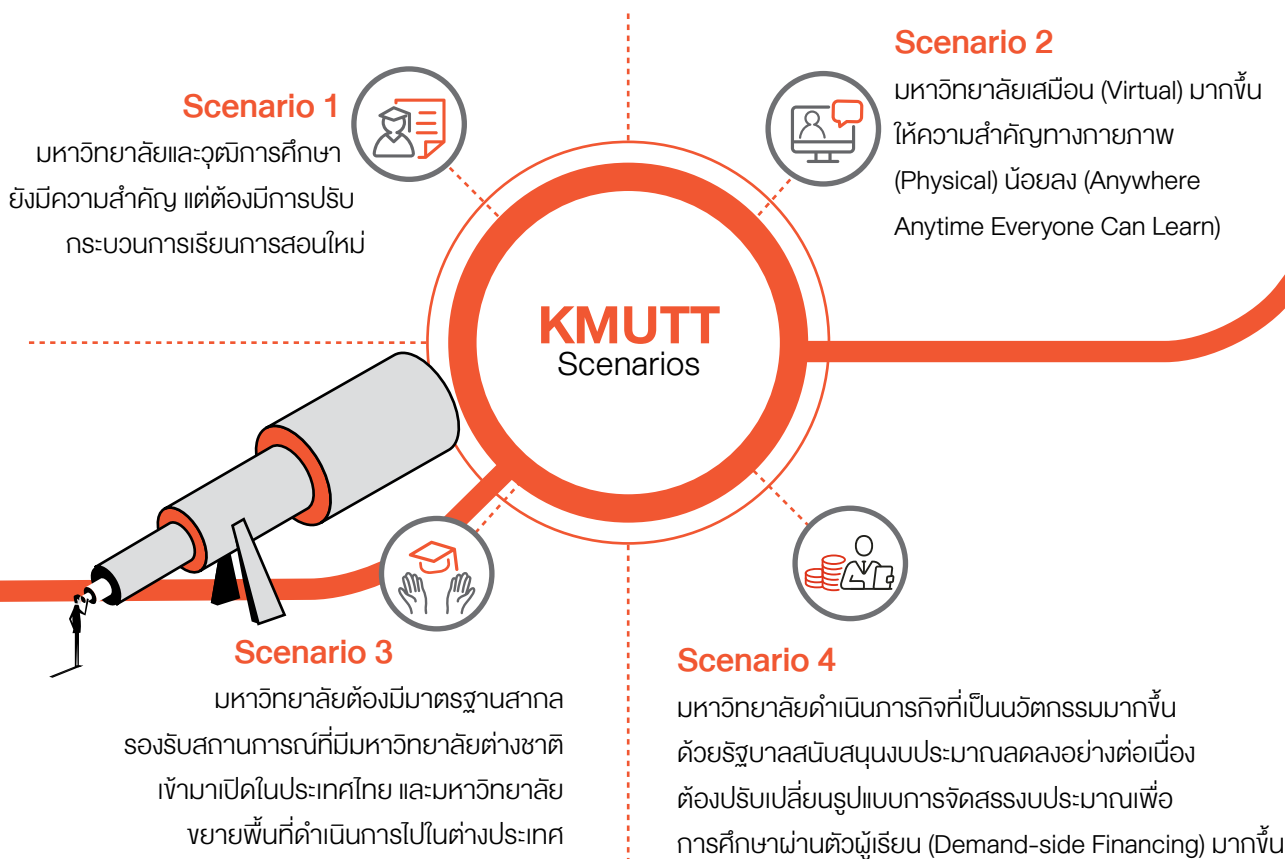 Scenario 1
มหาวิทยาลัยและวุฒิการศึกษา
ยังมีความสำคัญ แต่ต้องมีการปรับ
กระบวนการเรียนการสอนใหม่
Scenario 2
มหาวิทยาลัยเสมือน (Virtual) มากขึ้น
ให้ความสำคัญทางกายภาพ
(Physical) น้อยลง (Anywhere
Anytime Everyone Can Learn)
KMUTT
Scenarios
Scenario 3
มหาวิทยาลัยต้องมีมาตรฐานสากล
รองรับสถานการณ์ที่มีมหาวิทยาลัยต่างชาติ
เข้ามาเปิดในประเทศไทย และมหาวิทยาลัย
ขยายพื้นที่ดำเนินการไปในต่างประเทศ
Scenario 4
มหาวิทยาลัยดำเนินภารกิจที่เป็นนวัตกรรมมากขึ้น
ด้วยรัฐบาลสนับสนุนงบประมาณลดลงอย่างต่อเนื่อง
ต้องปรับเปลี่ยนรูปแบบการจัดสรรงบประมาณเพื่อ
การศึกษาผ่านตัวผู้เรียน (Demand-side Financing) มากขึ้น